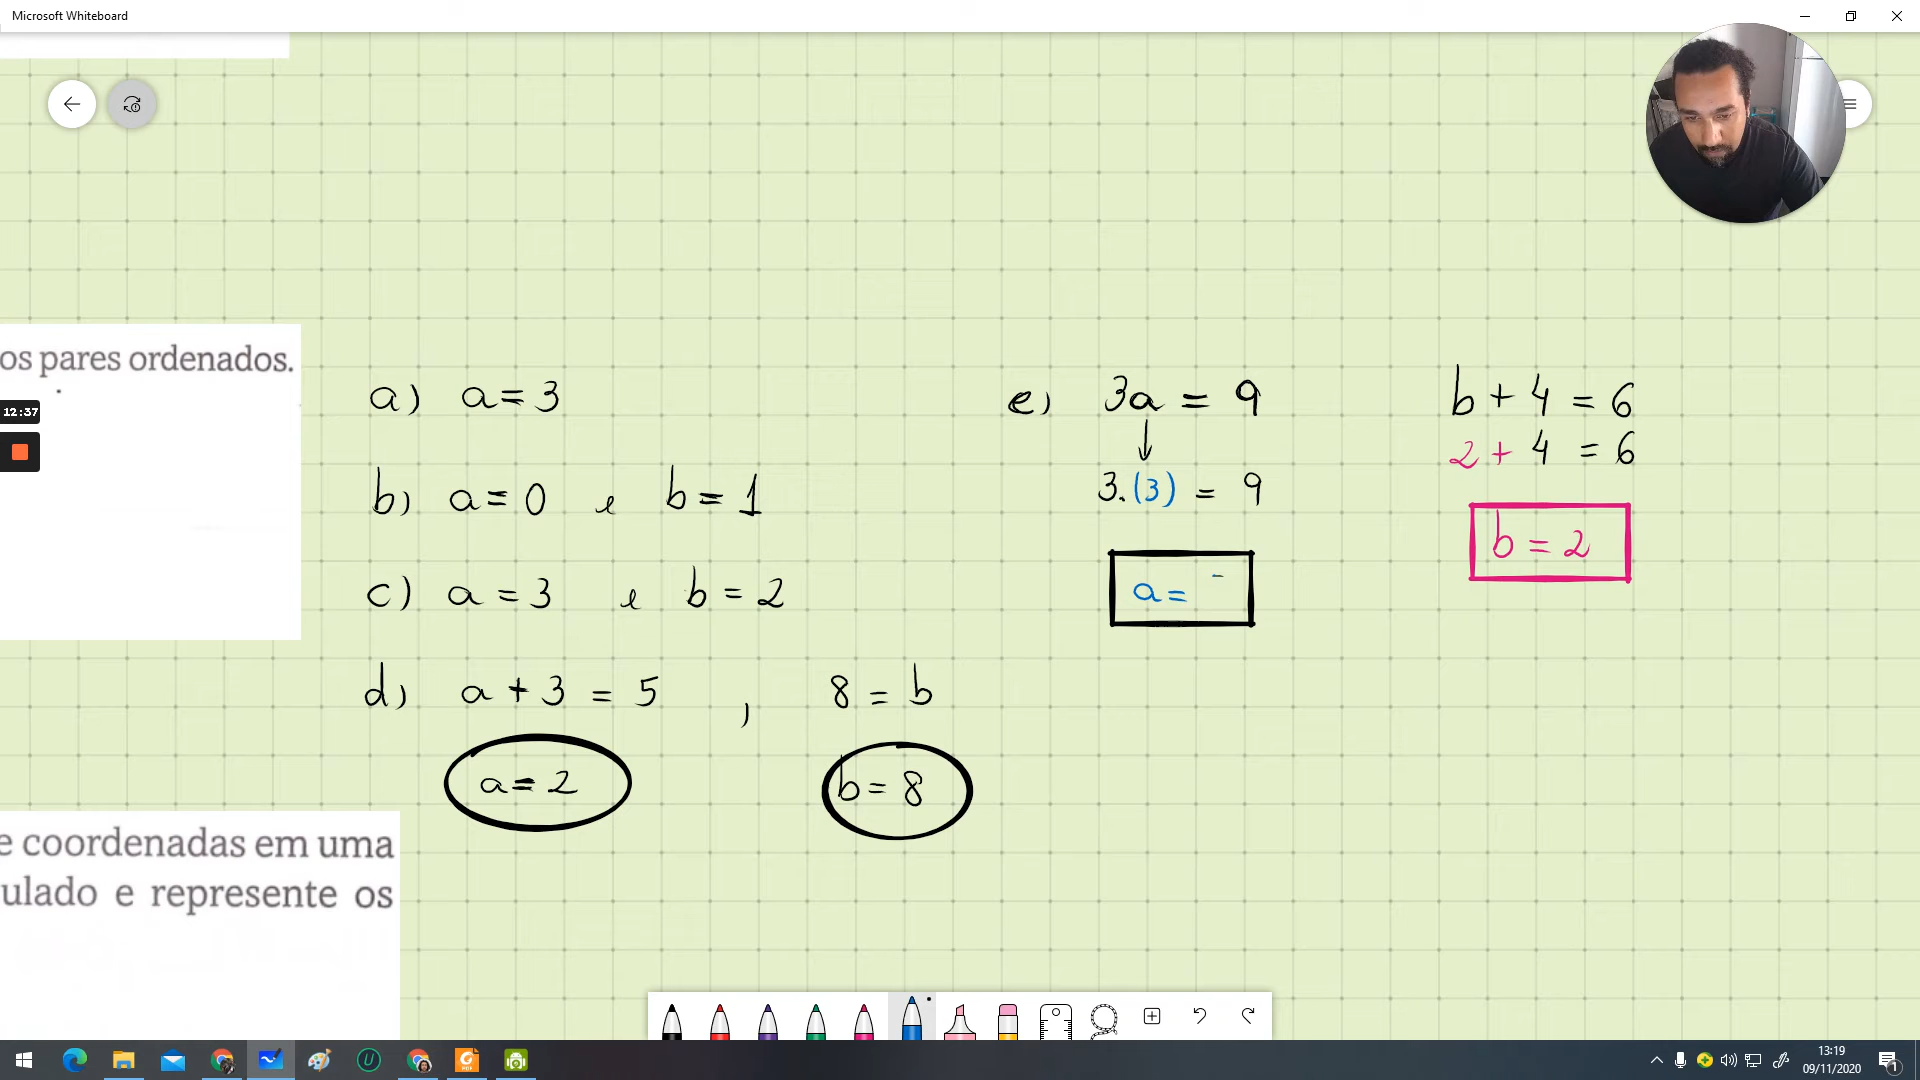 Microsoft Whiteboard
os pares ordenados.
12:37
a) a = 3
b) a = 0 e b = 1
c) a = 3 e b = 2
d) a + 3 = 5 , 8 = b
a = 2 b = 8
e) 3a = 9
3.(3) = 9
a =
b + 4 = 6
2 + 4 = 6
b = 2
e coordenadas em uma
ulado e represente os
13:19
09/11/2020
1